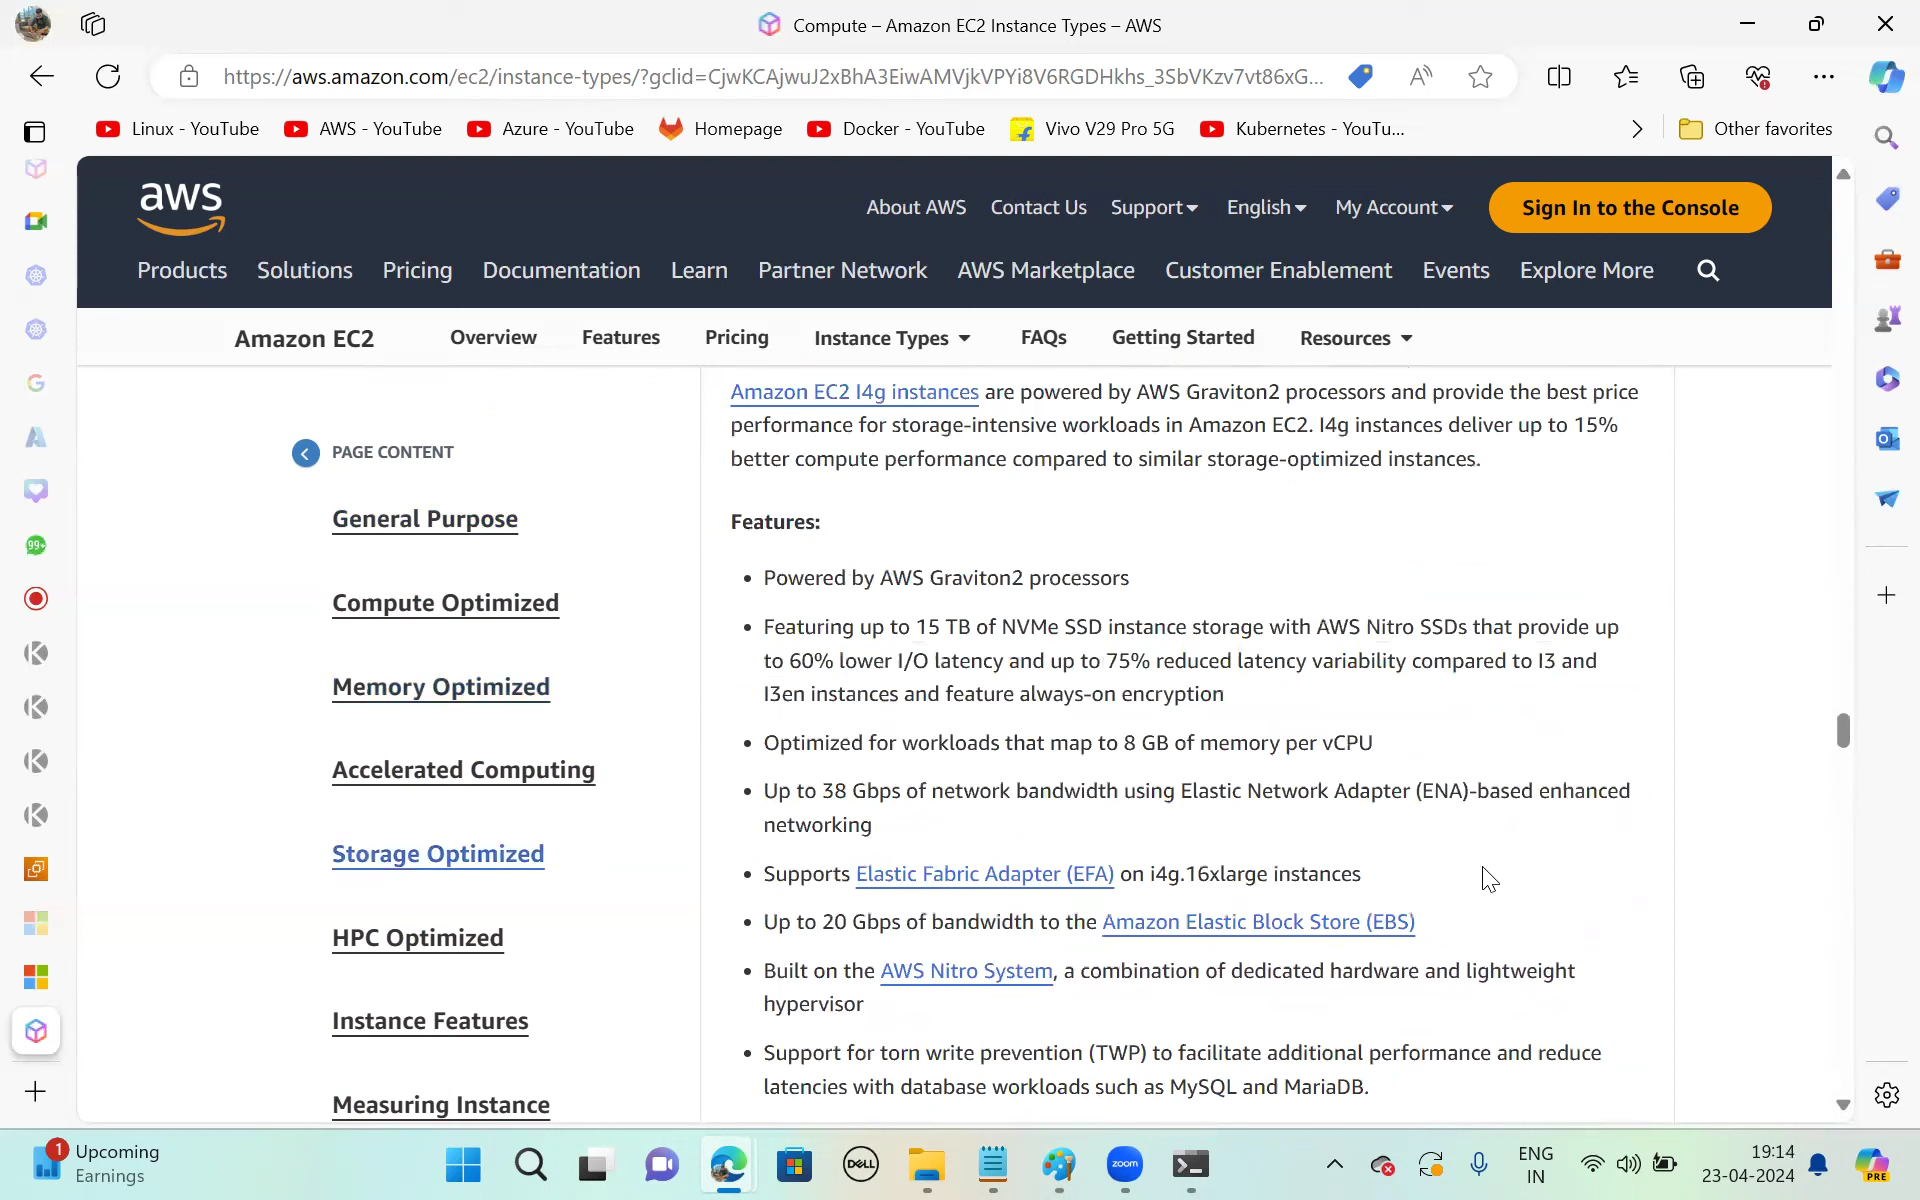 Compute – Amazon EC2 Instance Types – AWS
https://aws.amazon.com/ec2/instance-types/?gclid=CjwKCAjwuJ2xBhA3EiwAMVjkVPYi8V6RGDHkhs_3SbVKzv7vt86xG...
Linux - YouTube AWS - YouTube Azure - YouTube Homepage Docker - YouTube Vivo V29 Pro 5G Kubernetes - YouTu... Other favorites
aws
About AWS Contact Us Support English My Account Sign In to the Console
Products Solutions Pricing Documentation Learn Partner Network AWS Marketplace Customer Enablement Events Explore More
Amazon EC2 Overview Features Pricing Instance Types FAQs Getting Started Resources
PAGE CONTENT
General Purpose
Compute Optimized
Memory Optimized
Accelerated Computing
Storage Optimized
HPC Optimized
Instance Features
Measuring Instance
Amazon EC2 I4g instances are powered by AWS Graviton2 processors and provide the best price
performance for storage-intensive workloads in Amazon EC2. I4g instances deliver up to 15%
better compute performance compared to similar storage-optimized instances.
Features:
• Powered by AWS Graviton2 processors
• Featuring up to 15 TB of NVMe SSD instance storage with AWS Nitro SSDs that provide up
to 60% lower I/O latency and up to 75% reduced latency variability compared to I3 and
I3en instances and feature always-on encryption
• Optimized for workloads that map to 8 GB of memory per vCPU
• Up to 38 Gbps of network bandwidth using Elastic Network Adapter (ENA)-based enhanced
networking
• Supports Elastic Fabric Adapter (EFA) on i4g.16xlarge instances
• Up to 20 Gbps of bandwidth to the Amazon Elastic Block Store (EBS)
• Built on the AWS Nitro System, a combination of dedicated hardware and lightweight
hypervisor
• Support for torn write prevention (TWP) to facilitate additional performance and reduce
latencies with database workloads such as MySQL and MariaDB.
99+
1
Upcoming
Earnings
DELL
zoom
ENG
IN
19:14
23-04-2024
PRE